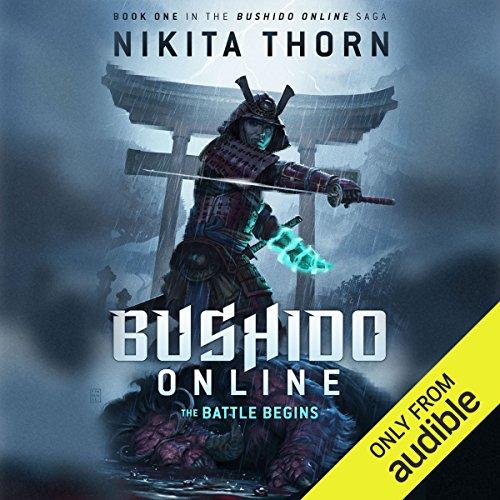 BOOK ONE IN THE BUSHIDO ONLINE SAGA
NIKITA THORN
BUSHIDO
ONLINE
THE BATTLE BEGINS
ONLY FROM
audible